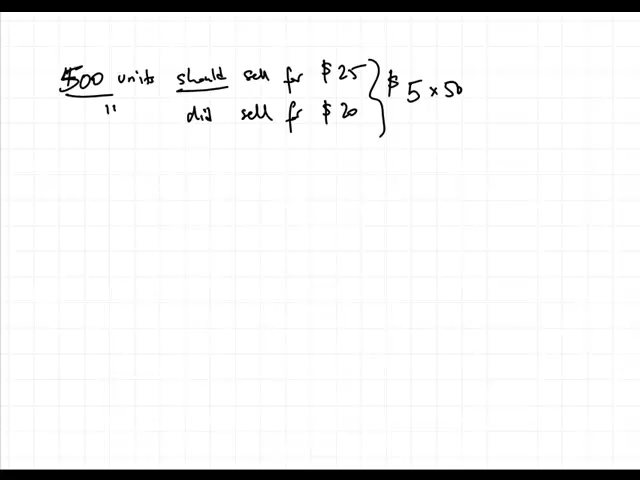 500 units should sell for $25 } $5 × 50
" did sell for $20